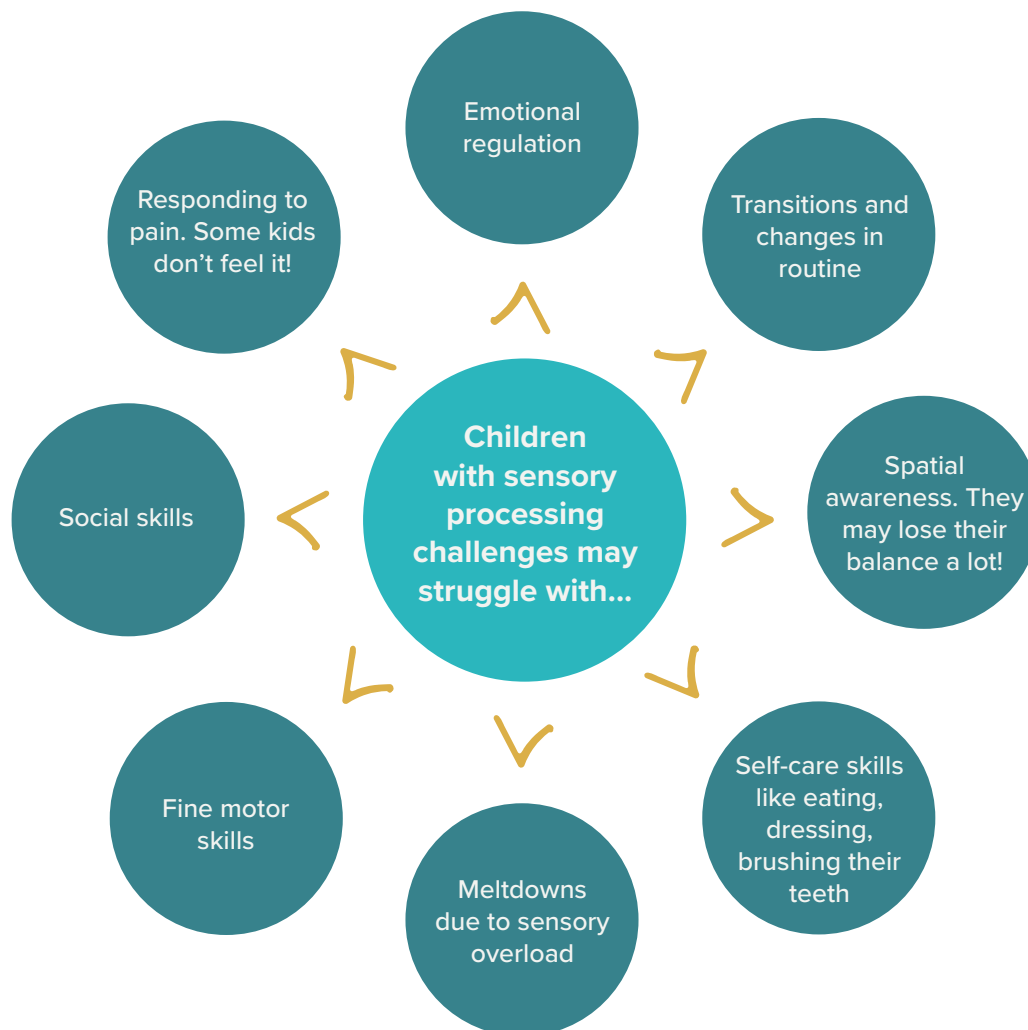 Children
with sensory
processing
challenges may
struggle with...
Emotional
regulation
Transitions and
changes in
routine
Spatial
awareness. They
may lose their
balance a lot!
Self-care skills
like eating,
dressing,
brushing their
teeth
Meltdowns
due to sensory
overload
Fine motor
skills
Social skills
Responding to
pain. Some kids
don’t feel it!